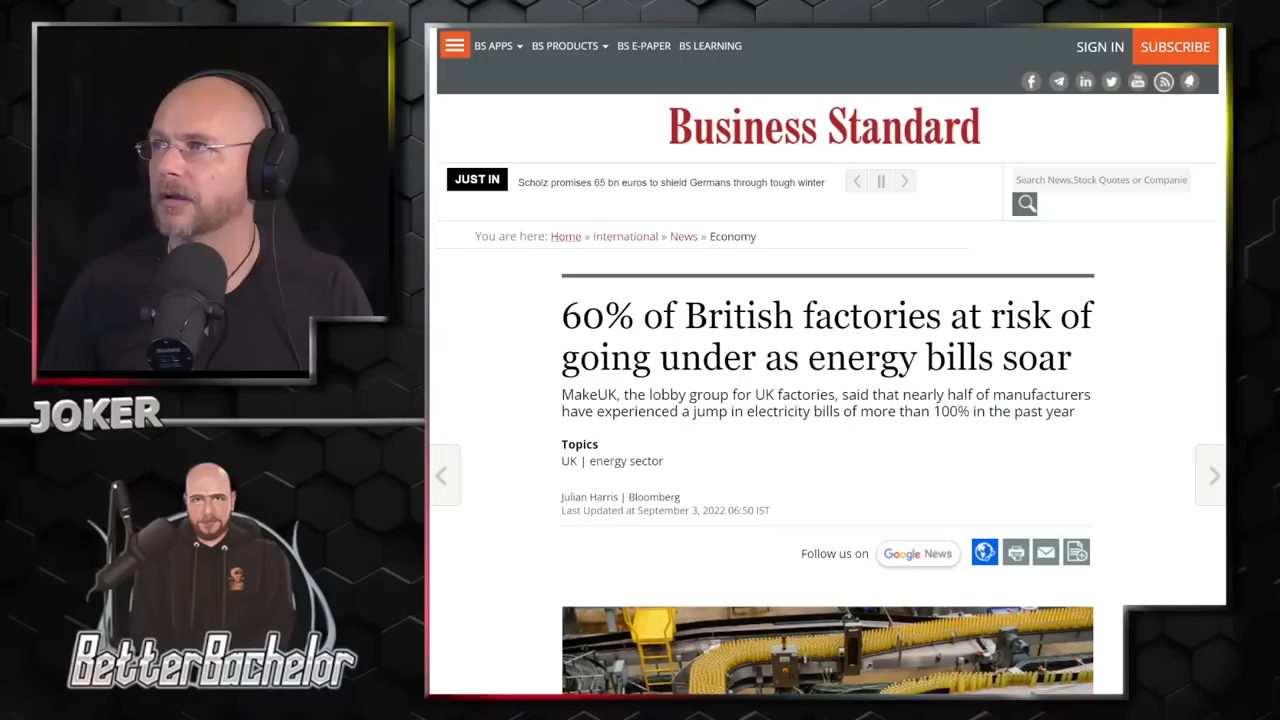 BS APPS BS PRODUCTS BS E-PAPER BS LEARNING
SIGN IN SUBSCRIBE
Business Standard
JUST IN Scholz promises 65 bn euros to shield Germans through tough winter
Search News,Stock Quotes or Companie
You are here: Home » International » News » Economy
60% of British factories at risk of
going under as energy bills soar
MakeUK, the lobby group for UK factories, said that nearly half of manufacturers
have experienced a jump in electricity bills of more than 100% in the past year
Topics
UK | energy sector
Julian Harris | Bloomberg
Last Updated at September 3, 2022 06:50 IST
Follow us on Google News
JOKER
BetterBachelor